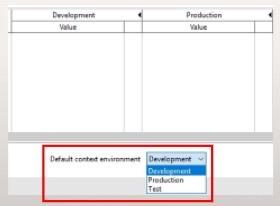 Development Production
Value Value
Default context environment Development
Development
Production
Test